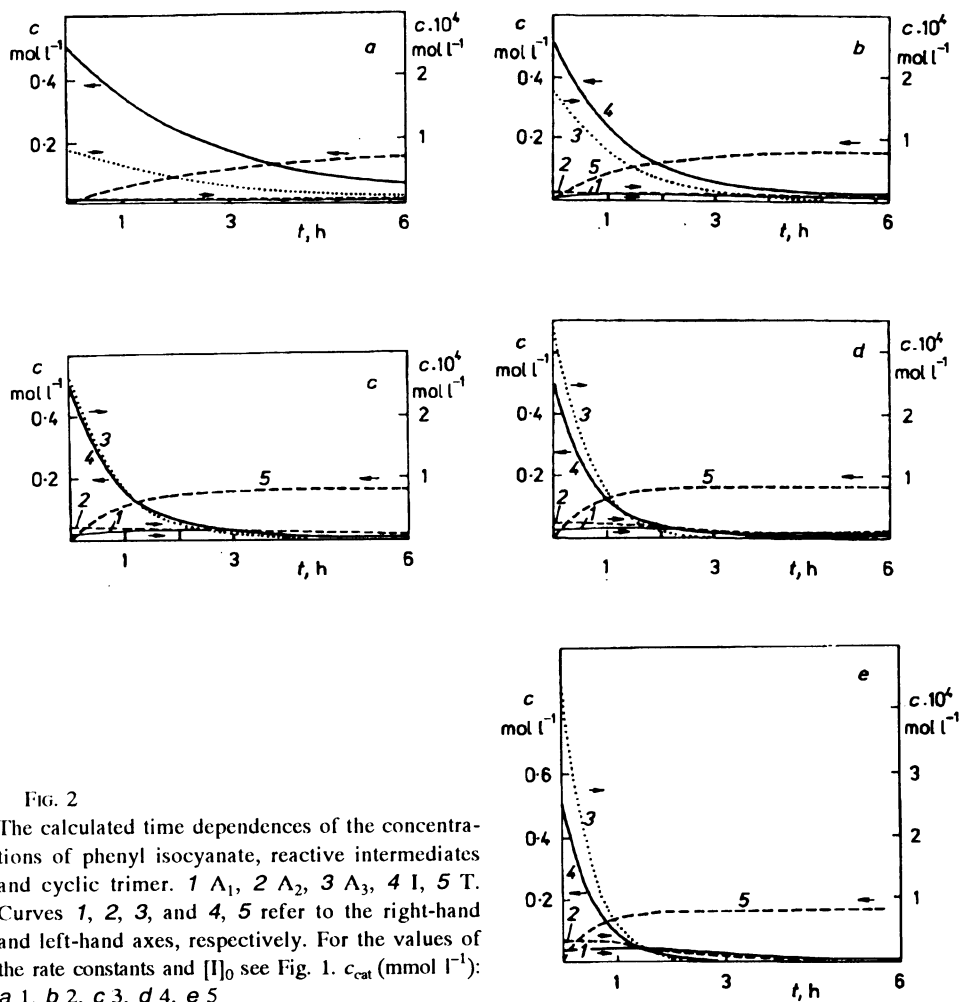 c
mol l⁻¹
c.10⁴
mol l⁻¹
a
0·4
0·2
2
1
1
3
6
t, h
c
mol l⁻¹
c.10⁴
mol l⁻¹
b
0·4
0·2
2
1
4
3
2
5
1
1
3
6
t, h
c
mol l⁻¹
c.10⁴
mol l⁻¹
c
0·4
0·2
2
1
3
4
5
2
1
1
3
6
t, h
c
mol l⁻¹
c.10⁴
mol l⁻¹
d
0·4
0·2
2
1
3
4
5
2
1
1
3
6
t, h
c
mol l⁻¹
c.10⁴
mol l⁻¹
e
0·6
0·4
0·2
3
2
1
3
4
5
2
1
1
3
6
t, h
FIG. 2
The calculated time dependences of the concentra-
tions of phenyl isocyanate, reactive intermediates
and cyclic trimer. 1 A₁, 2 A₂, 3 A₃, 4 I, 5 T.
Curves 1, 2, 3, and 4, 5 refer to the right-hand
and left-hand axes, respectively. For the values of
the rate constants and [I]₀ see Fig. 1. c_cat (mmol l⁻¹):
a 1, b 2, c 3, d 4, e 5